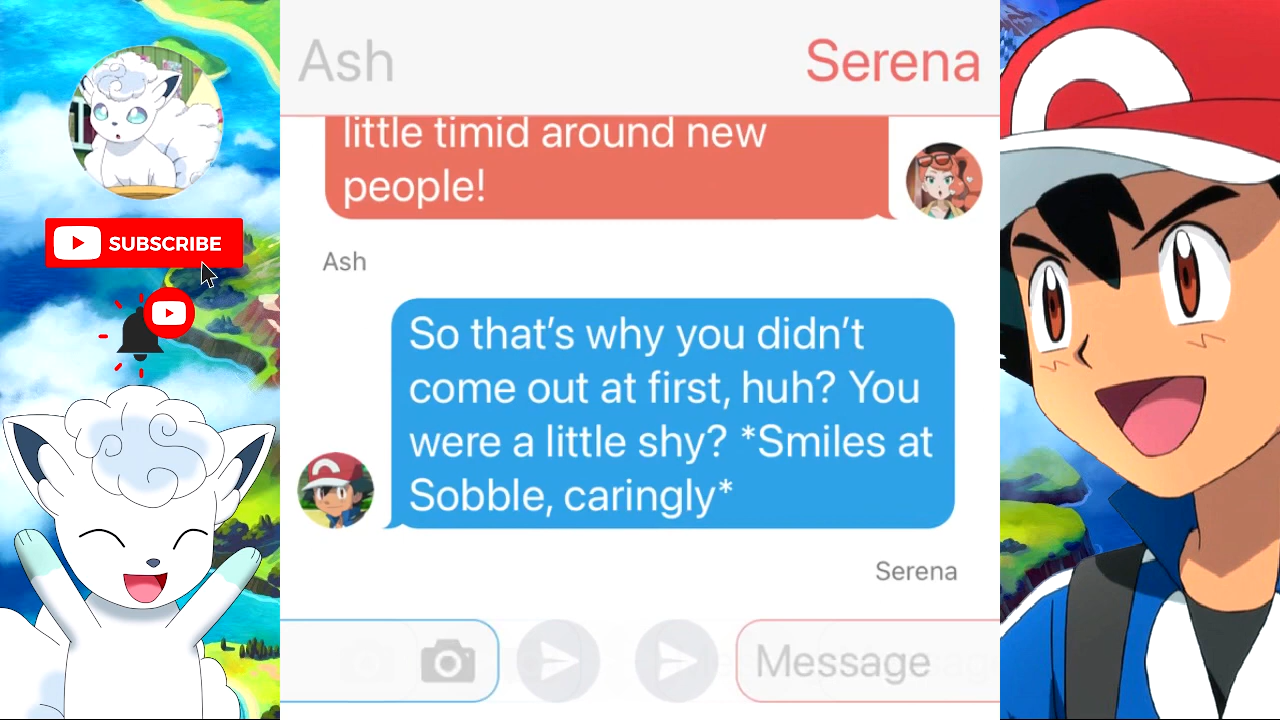 Ash
Serena
little timid around new
people!
Ash
So that’s why you didn’t
come out at first, huh? You
were a little shy? *Smiles at
Sobble, caringly*
Serena
Message
SUBSCRIBE